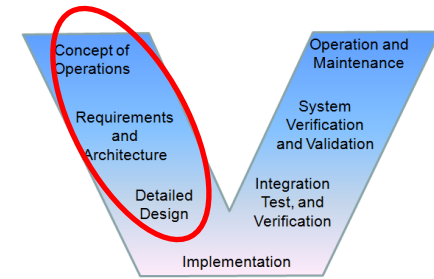 Concept of
Operations
Requirements
and
Architecture
Detailed
Design
Implementation
Integration
Test, and
Verification
System
Verification
and Validation
Operation and
Maintenance